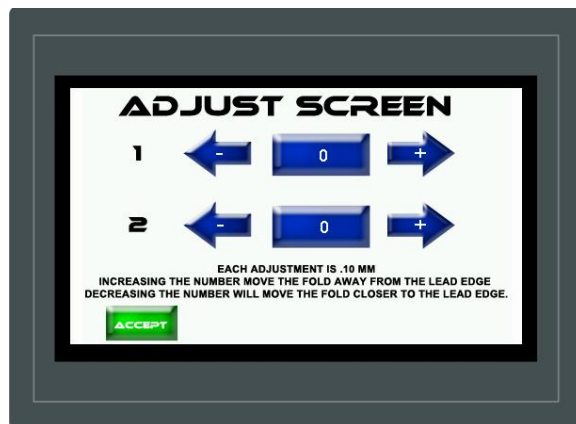 ADJUST SCREEN
1 - 0 +
2 - 0 +
EACH ADJUSTMENT IS .10 MM
INCREASING THE NUMBER MOVE THE FOLD AWAY FROM THE LEAD EDGE
DECREASING THE NUMBER WILL MOVE THE FOLD CLOSER TO THE LEAD EDGE.
ACCEPT